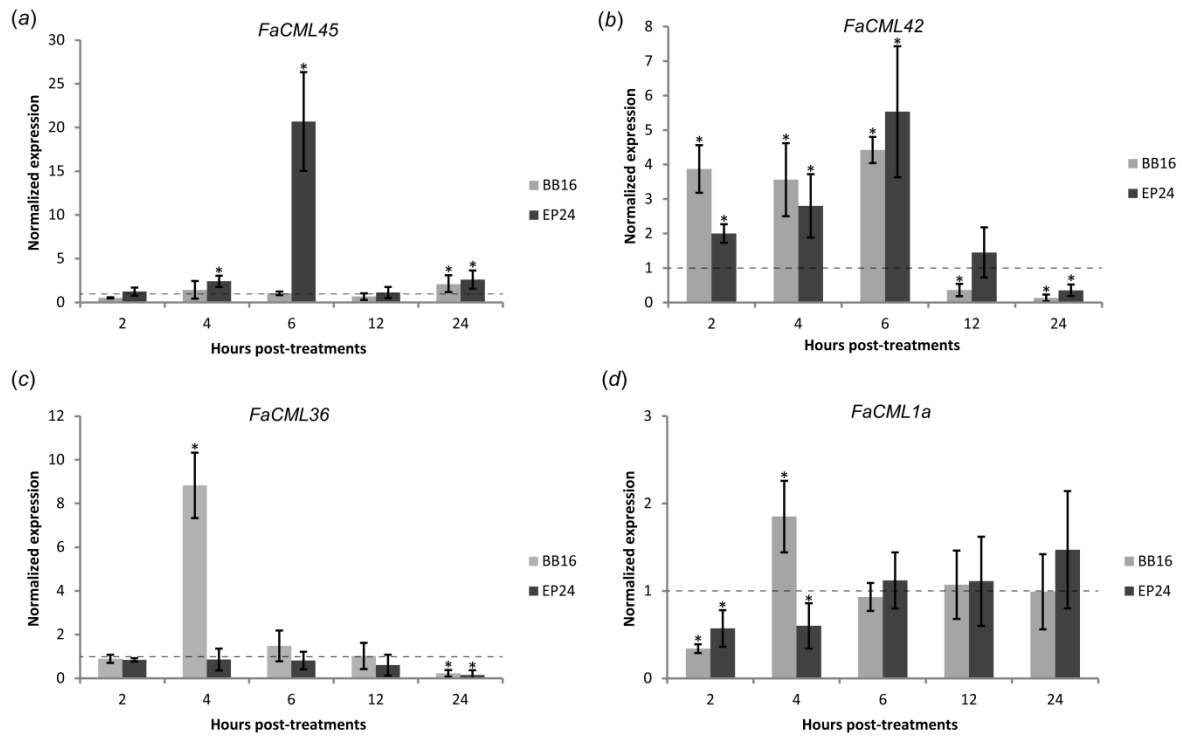 (a)
FaCML45
Normalized expression
30
25
20
15
10
5
0
*
*
*
*
2 4 6 12 24
Hours post-treatments
BB16
EP24
(b)
FaCML42
Normalized expression
8
7
6
5
4
3
2
1
0
* * * * * * * * *
2 4 6 12 24
Hours post-treatments
BB16
EP24
(c)
FaCML36
Normalized expression
12
10
8
6
4
2
0
*
* *
2 4 6 12 24
Hours post-treatments
BB16
EP24
(d)
FaCML1a
Normalized expression
3
2
1
0
* * * *
2 4 6 12 24
Hours post-treatments
BB16
EP24